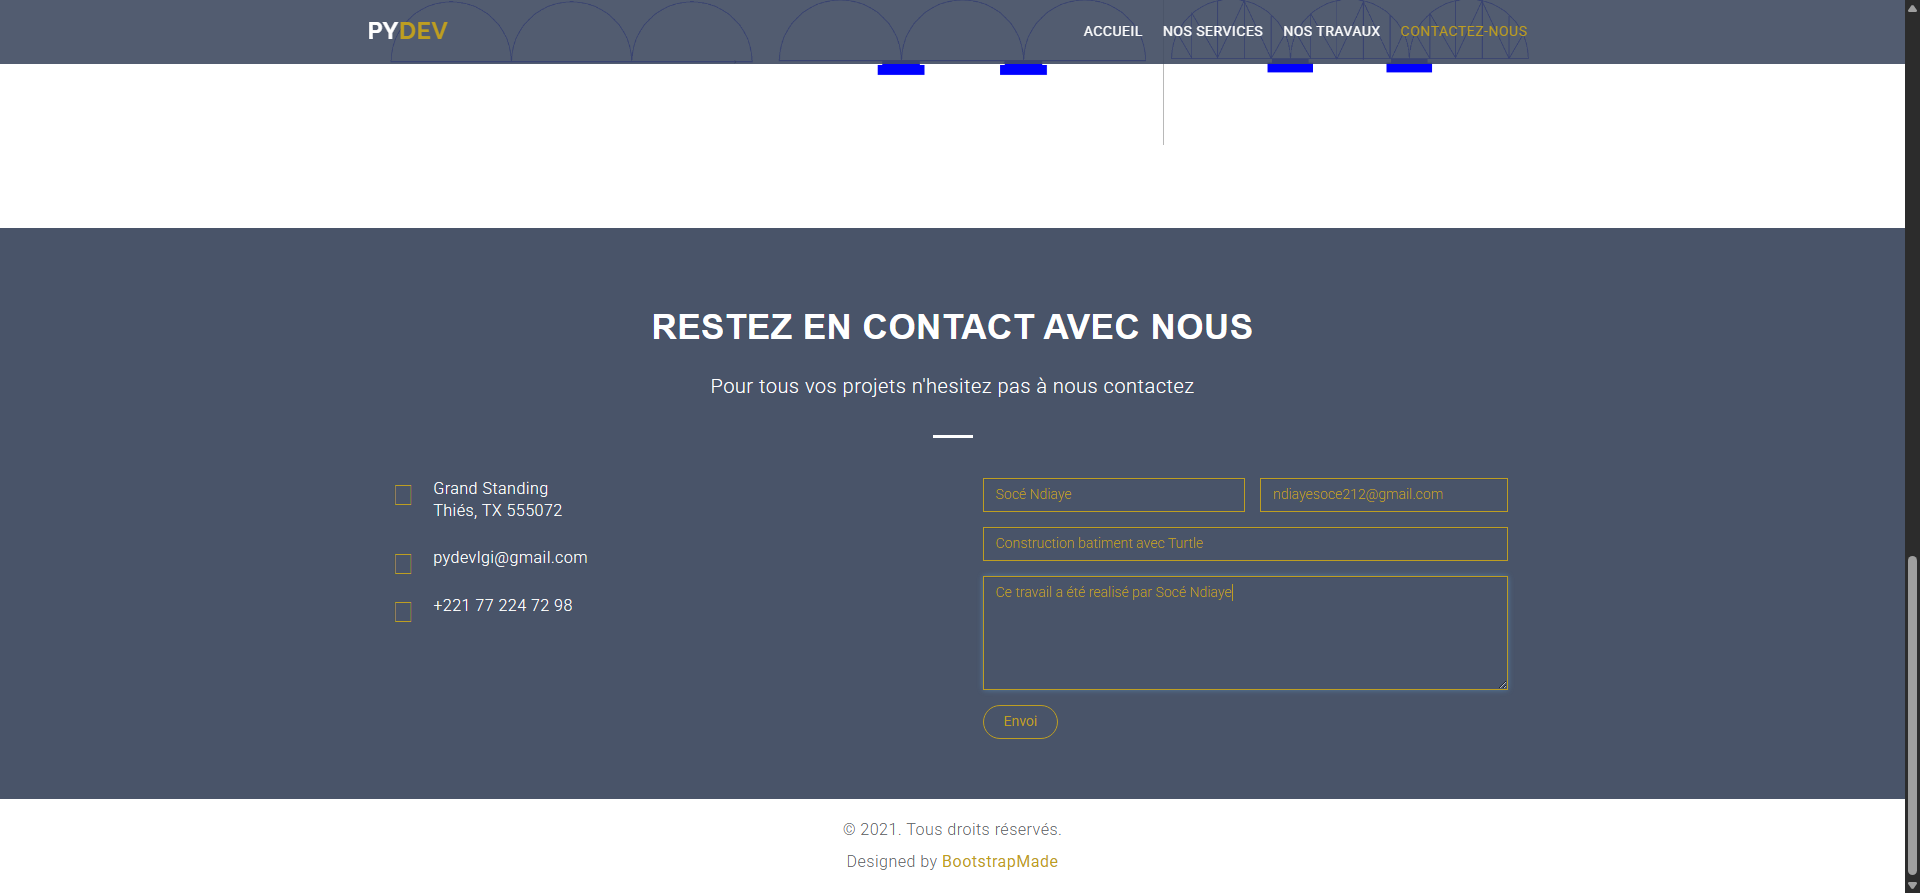 PYDEV
ACCUEIL NOS SERVICES NOS TRAVAUX CONTACTEZ-NOUS
RESTEZ EN CONTACT AVEC NOUS
Pour tous vos projets n'hesitez pas à nous contactez
Grand Standing
Thiés, TX 555072
pydevlgi@gmail.com
+221 77 224 72 98
Socé Ndiaye
ndiayesoce212@gmail.com
Construction batiment avec Turtle
Ce travail a été realisé par Socé Ndiaye
Envoi
© 2021. Tous droits réservés.
Designed by BootstrapMade